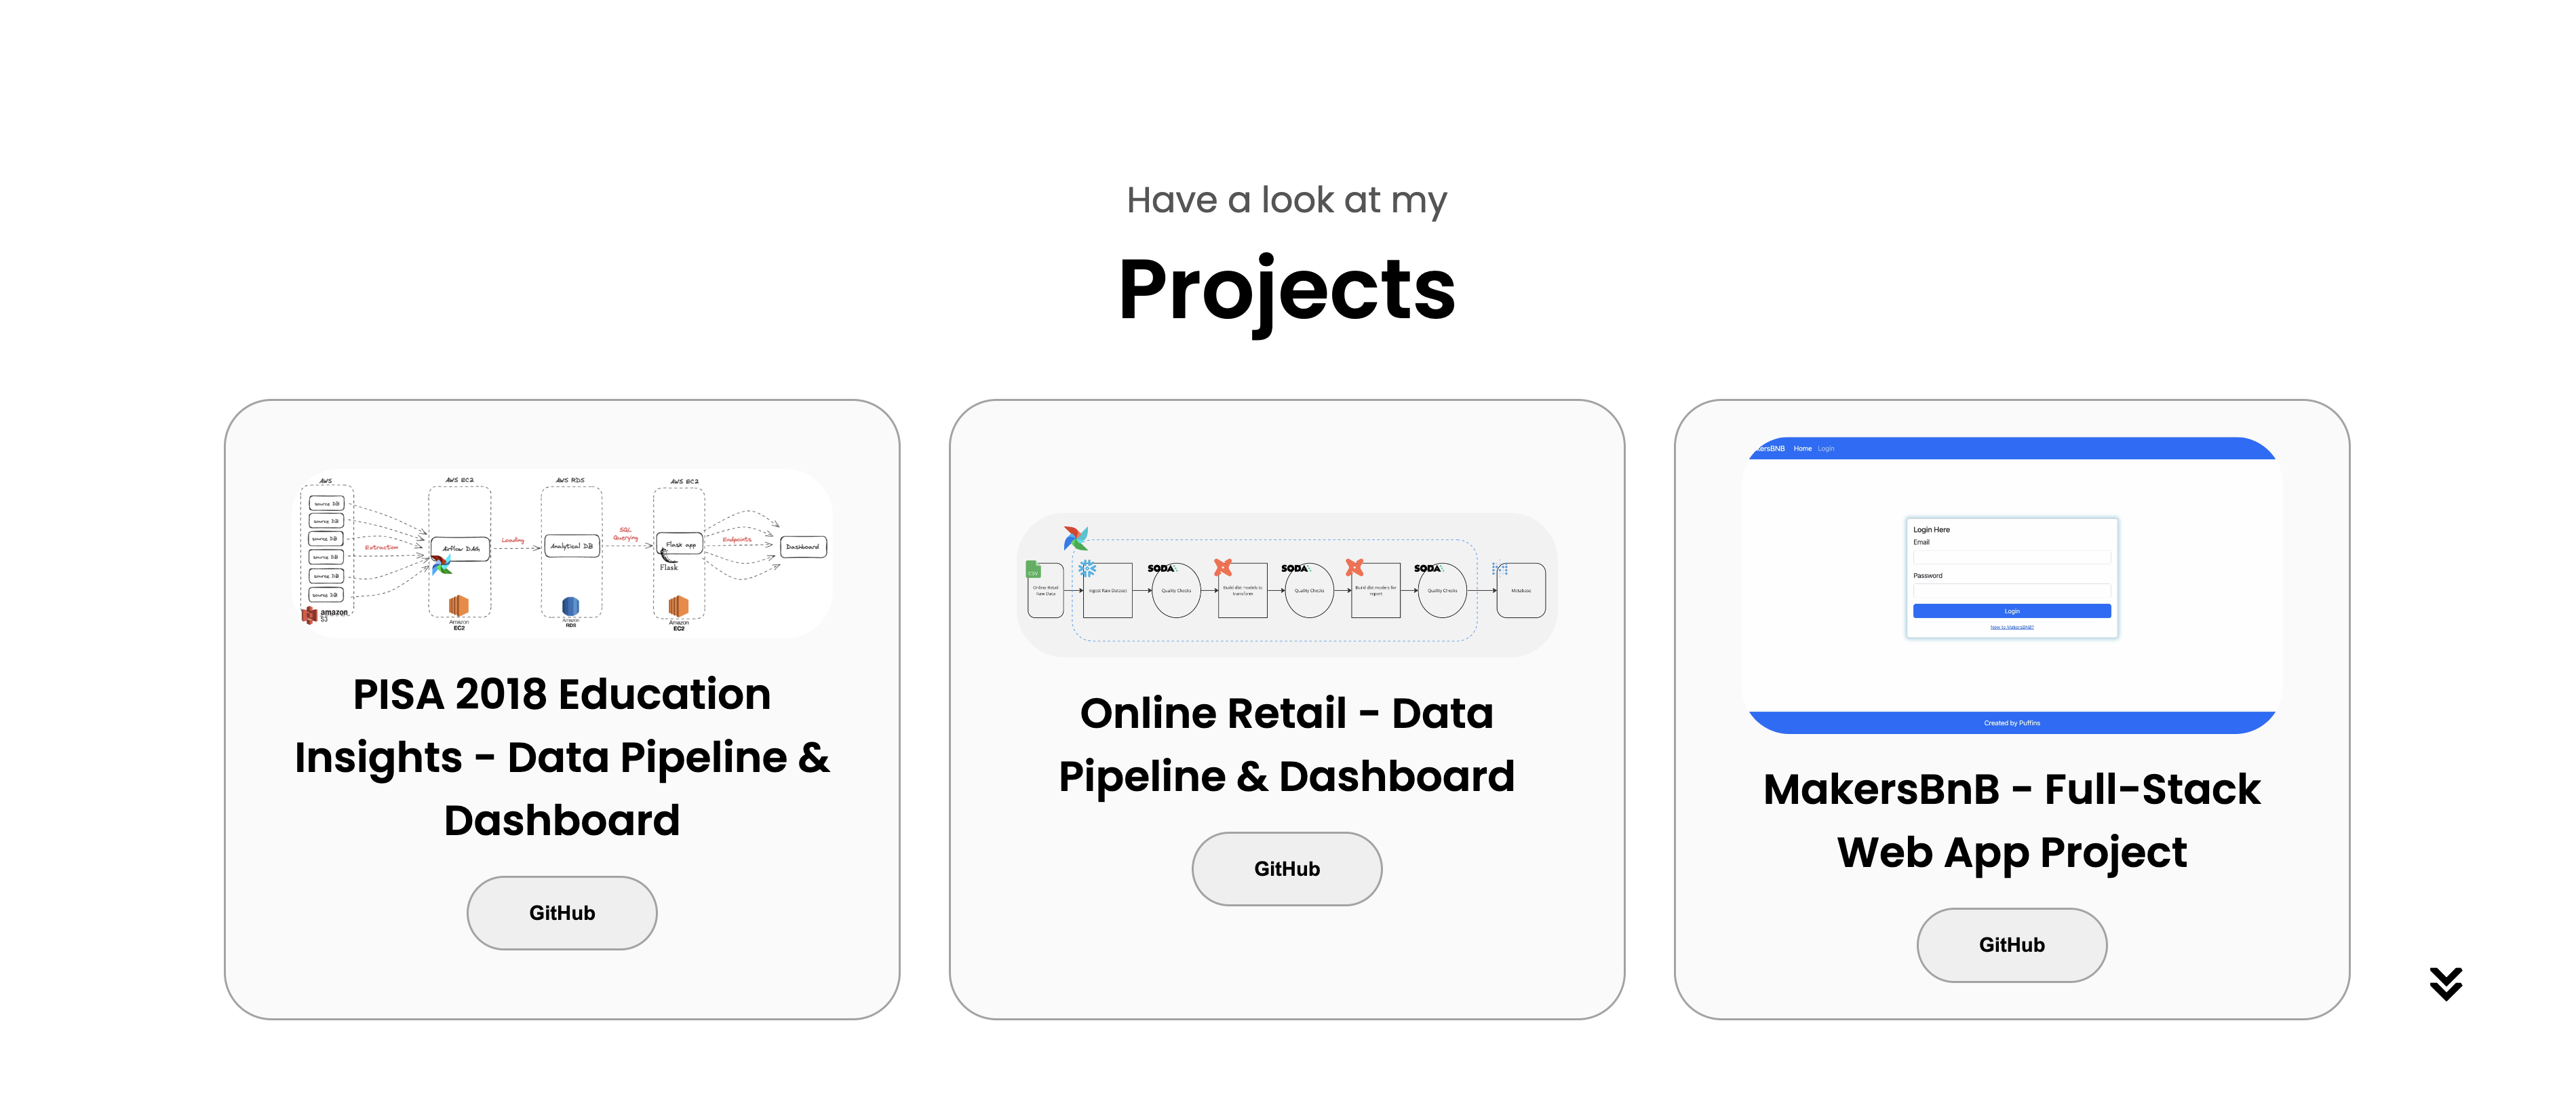 Have a look at my
Projects
AWS
AWS EC2
AWS RDS
AWS EC2
source DB
source DB
source DB
source DB
source DB
source DB
Extraction
Airflow DAG
Loading
Analytical DB
SQL
Querying
Flask app
Flask
Endpoints
Dashboard
amazon
S3
Amazon
EC2
Amazon
RDS
Amazon
EC2
PISA 2018 Education
Insights - Data Pipeline &
Dashboard
GitHub
CSV
Online Retail
Raw Data
Ingest Raw Dataset
SODA
Quality Checks
Build dbt models to
transform
SODA
Quality Checks
Build dbt models for
report
SODA
Quality Checks
Metabase
Online Retail - Data
Pipeline & Dashboard
GitHub
kersBNB Home Login
Login Here
Email
Password
Login
New to MakersBNB?
Created by Puffins
MakersBnB - Full-Stack
Web App Project
GitHub